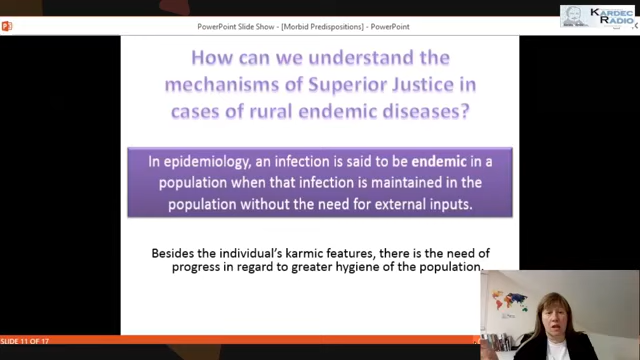 PowerPoint Slide Show - [Morbid Predispositions] - PowerPoint
KARDEC
RADIO
How can we understand the
mechanisms of Superior Justice in
cases of rural endemic diseases?
In epidemiology, an infection is said to be endemic in a
population when that infection is maintained in the
population without the need for external inputs.
Besides the individual's karmic features, there is the need of
progress in regard to greater hygiene of the population.
SLIDE 11 OF 17